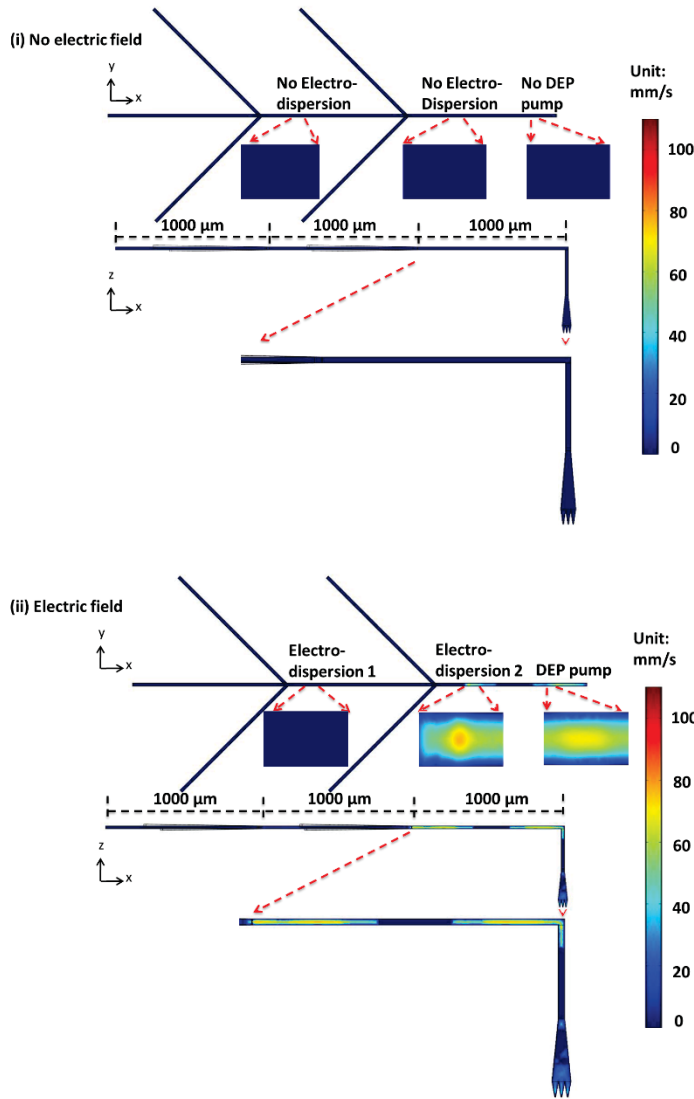 (i) No electric field
y
x
No Electro-
dispersion
No Electro-
Dispersion
No DEP
pump
Unit:
mm/s
100
80
60
40
20
0
1000 µm
1000 µm
1000 µm
z
x
(ii) Electric field
y
x
Electro-
dispersion 1
Electro-
dispersion 2
DEP pump
Unit:
mm/s
100
80
60
40
20
0
1000 µm
1000 µm
1000 µm
z
x